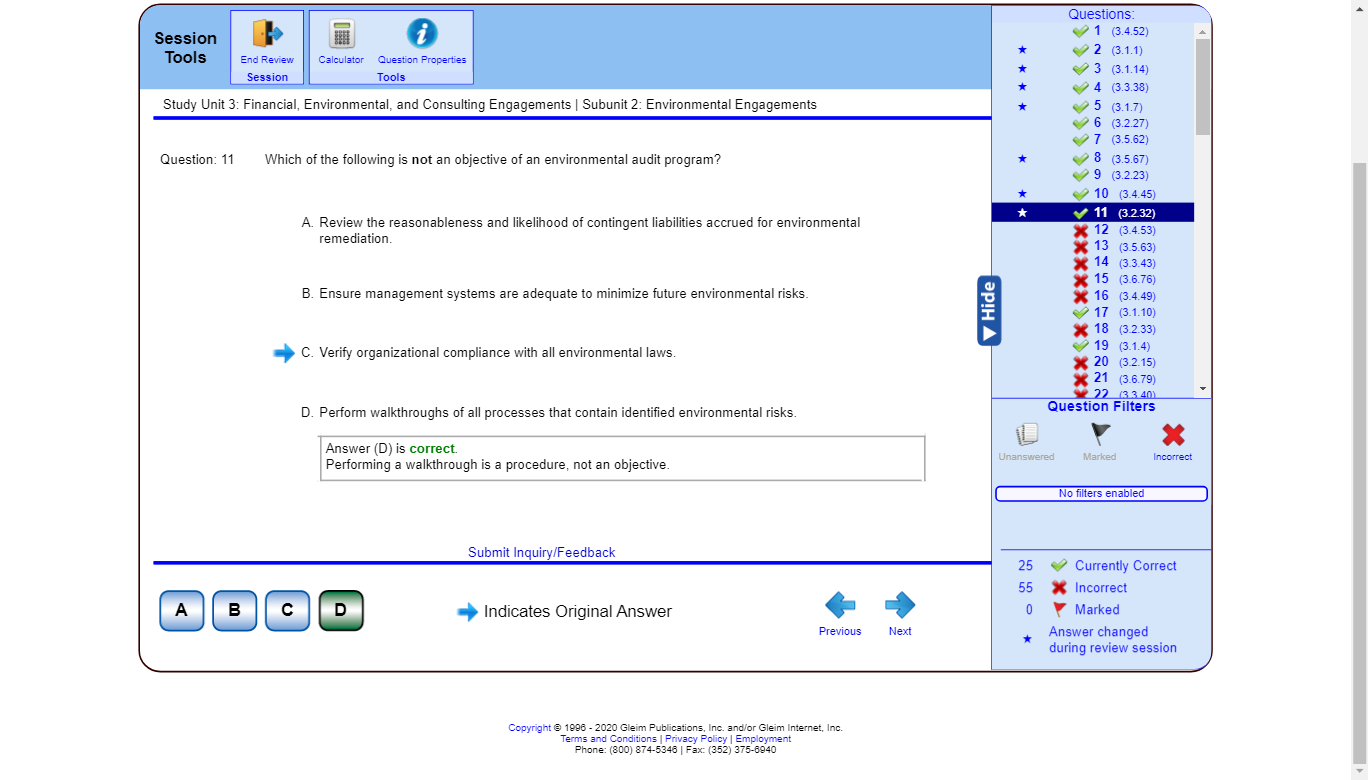 Session
Tools
End Review
Session
Calculator
Question Properties
Tools
Study Unit 3: Financial, Environmental, and Consulting Engagements | Subunit 2: Environmental Engagements
Question: 11
Which of the following is not an objective of an environmental audit program?
A. Review the reasonableness and likelihood of contingent liabilities accrued for environmental
remediation.
B. Ensure management systems are adequate to minimize future environmental risks.
C. Verify organizational compliance with all environmental laws.
D. Perform walkthroughs of all processes that contain identified environmental risks.
Answer (D) is correct.
Performing a walkthrough is a procedure, not an objective.
Submit Inquiry/Feedback
A
B
C
D
Indicates Original Answer
Previous
Next
Hide
Questions:
1 (3.4.52)
2 (3.1.1)
3 (3.1.14)
4 (3.3.38)
5 (3.1.7)
6 (3.2.27)
7 (3.5.62)
8 (3.5.67)
9 (3.2.23)
10 (3.4.45)
11 (3.2.32)
12 (3.4.53)
13 (3.5.63)
14 (3.3.43)
15 (3.6.76)
16 (3.4.49)
17 (3.1.10)
18 (3.2.33)
19 (3.1.4)
20 (3.2.15)
21 (3.6.79)
22 (3.3.40)
Question Filters
Unanswered
Marked
Incorrect
No filters enabled
25 Currently Correct
55 Incorrect
0 Marked
Answer changed
during review session
Copyright © 1996 - 2020 Gleim Publications, Inc. and/or Gleim Internet, Inc.
Terms and Conditions | Privacy Policy | Employment
Phone: (800) 874-5346 | Fax: (352) 375-6940